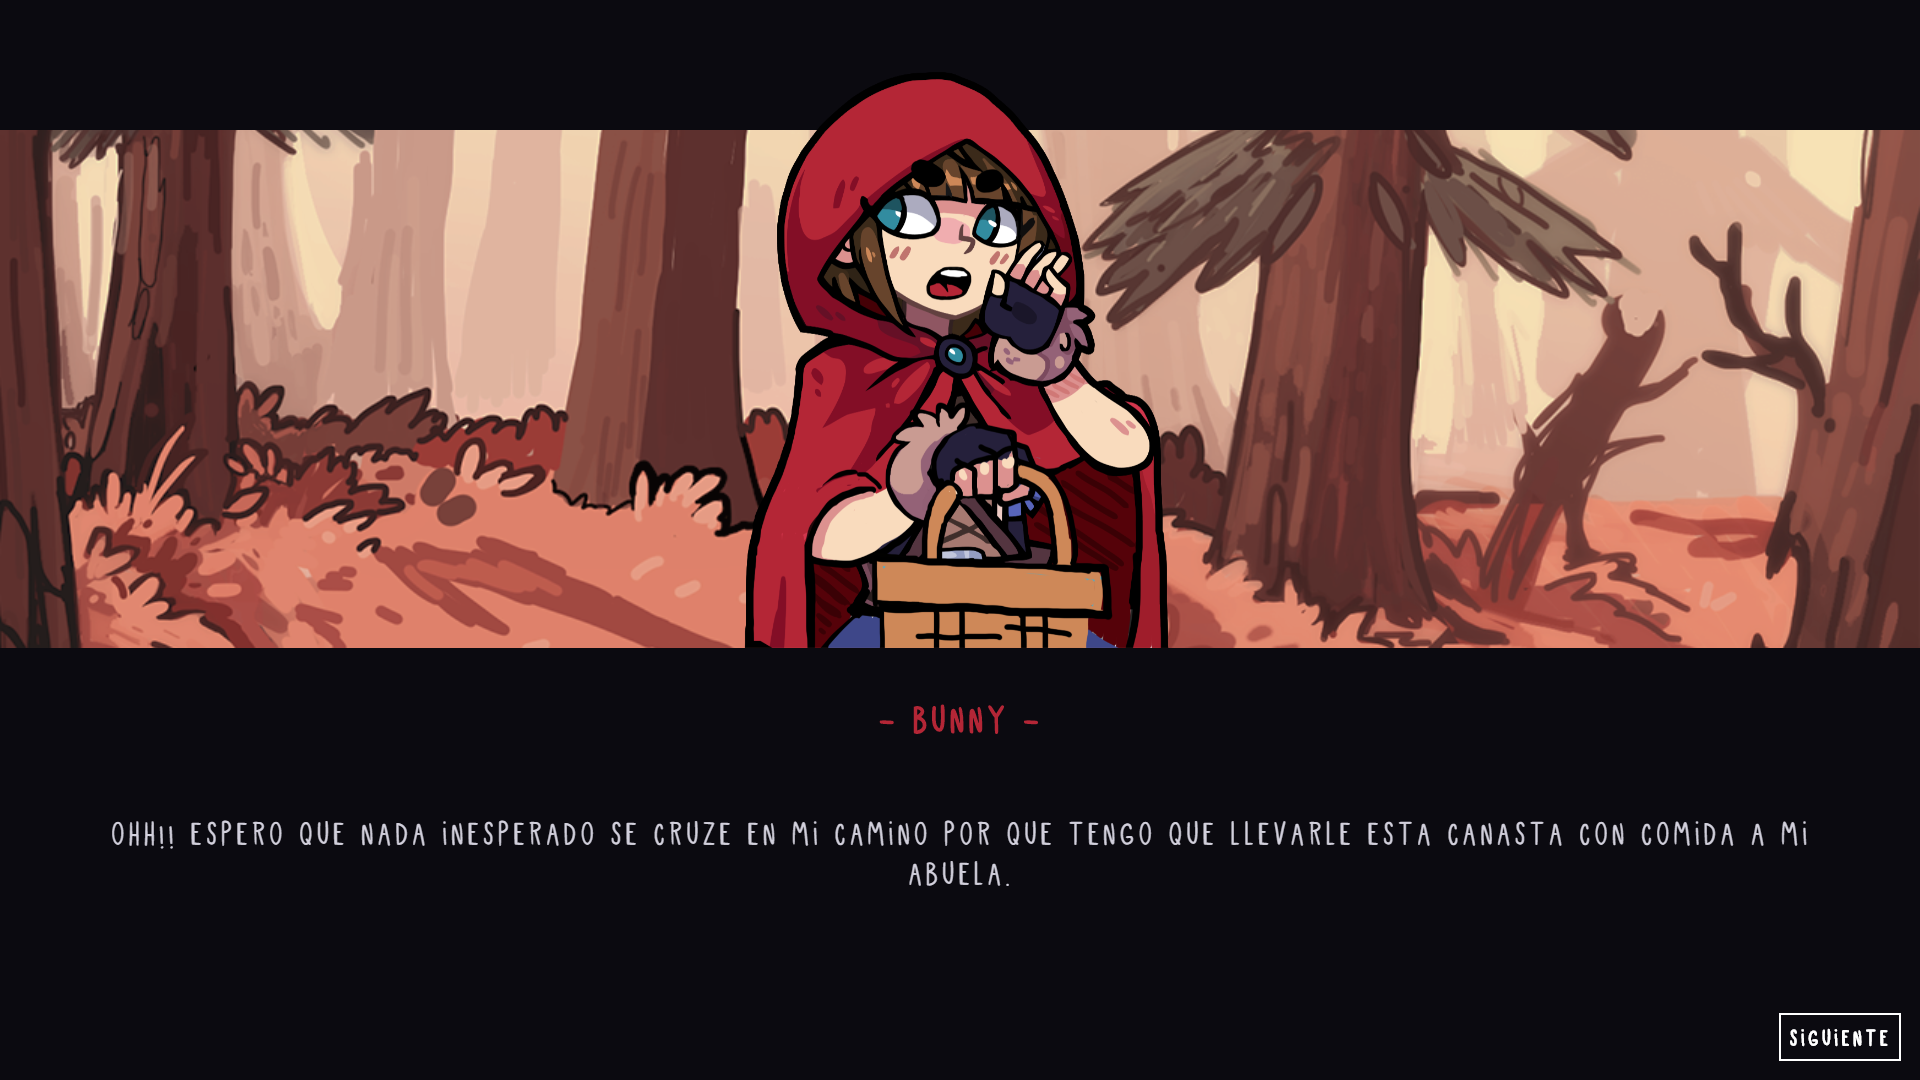 - BUNNY -
OHH!! ESPERO QUE NADA iNESPERADO SE CRUZE EN Mi CAMiNO POR QUE TENGO QUE LLEVARLE ESTA CANASTA CON COMiDA A Mi
ABUELA.
SiGUiENTE